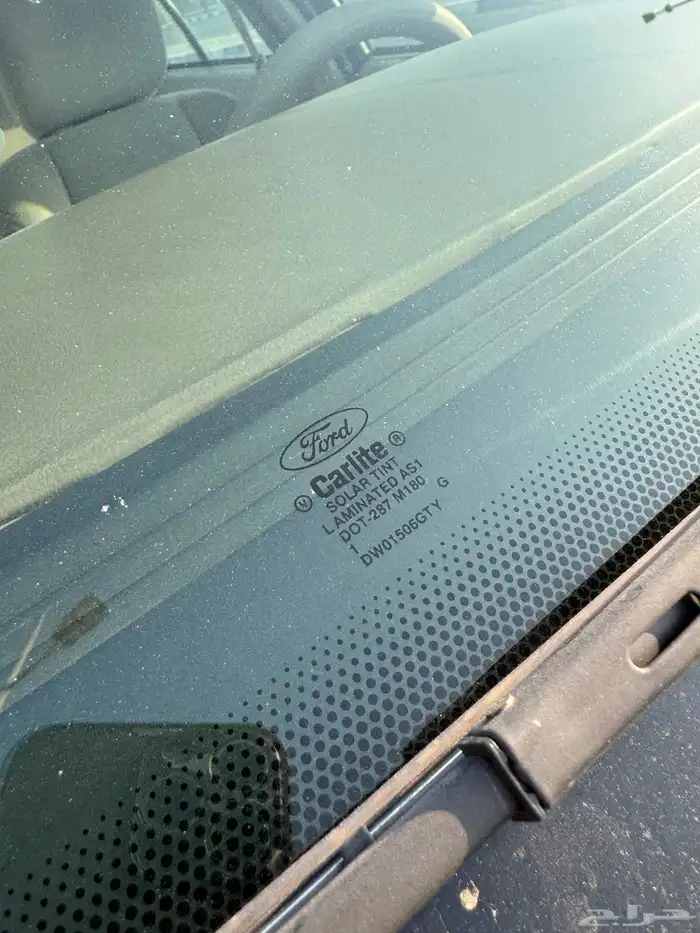 Ford
Carlite®
SOLAR TINT
LAMINATED AS1
DOT-287 M180 G
1
DW01506GTY
حراج